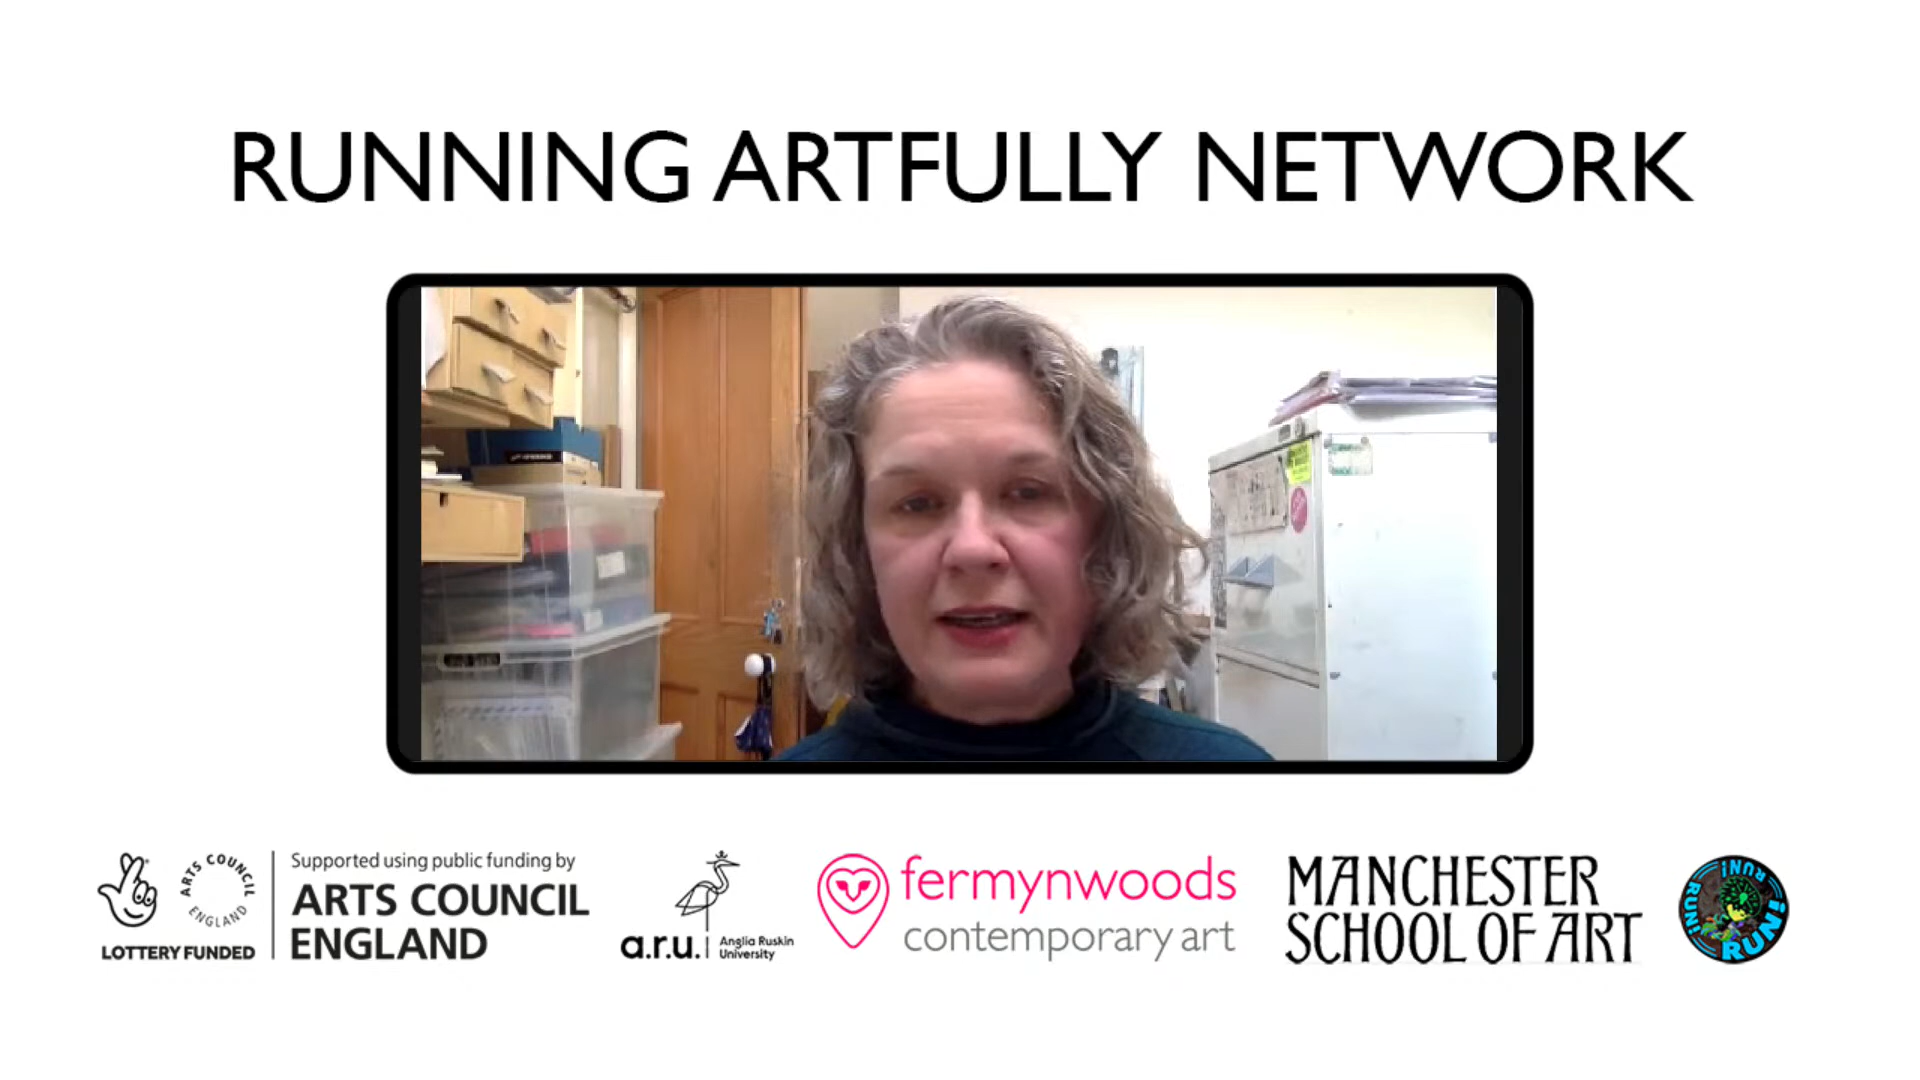 RUNNING ARTFULLY NETWORK
ARTS COUNCIL
ENGLAND
LOTTERY FUNDED
Supported using public funding by
ARTS COUNCIL
ENGLAND
a.r.u.
Anglia Ruskin
University
fermynwoods
contemporary art
MANCHESTER
SCHOOL OF ART
RUN!
RUN!
RUN!